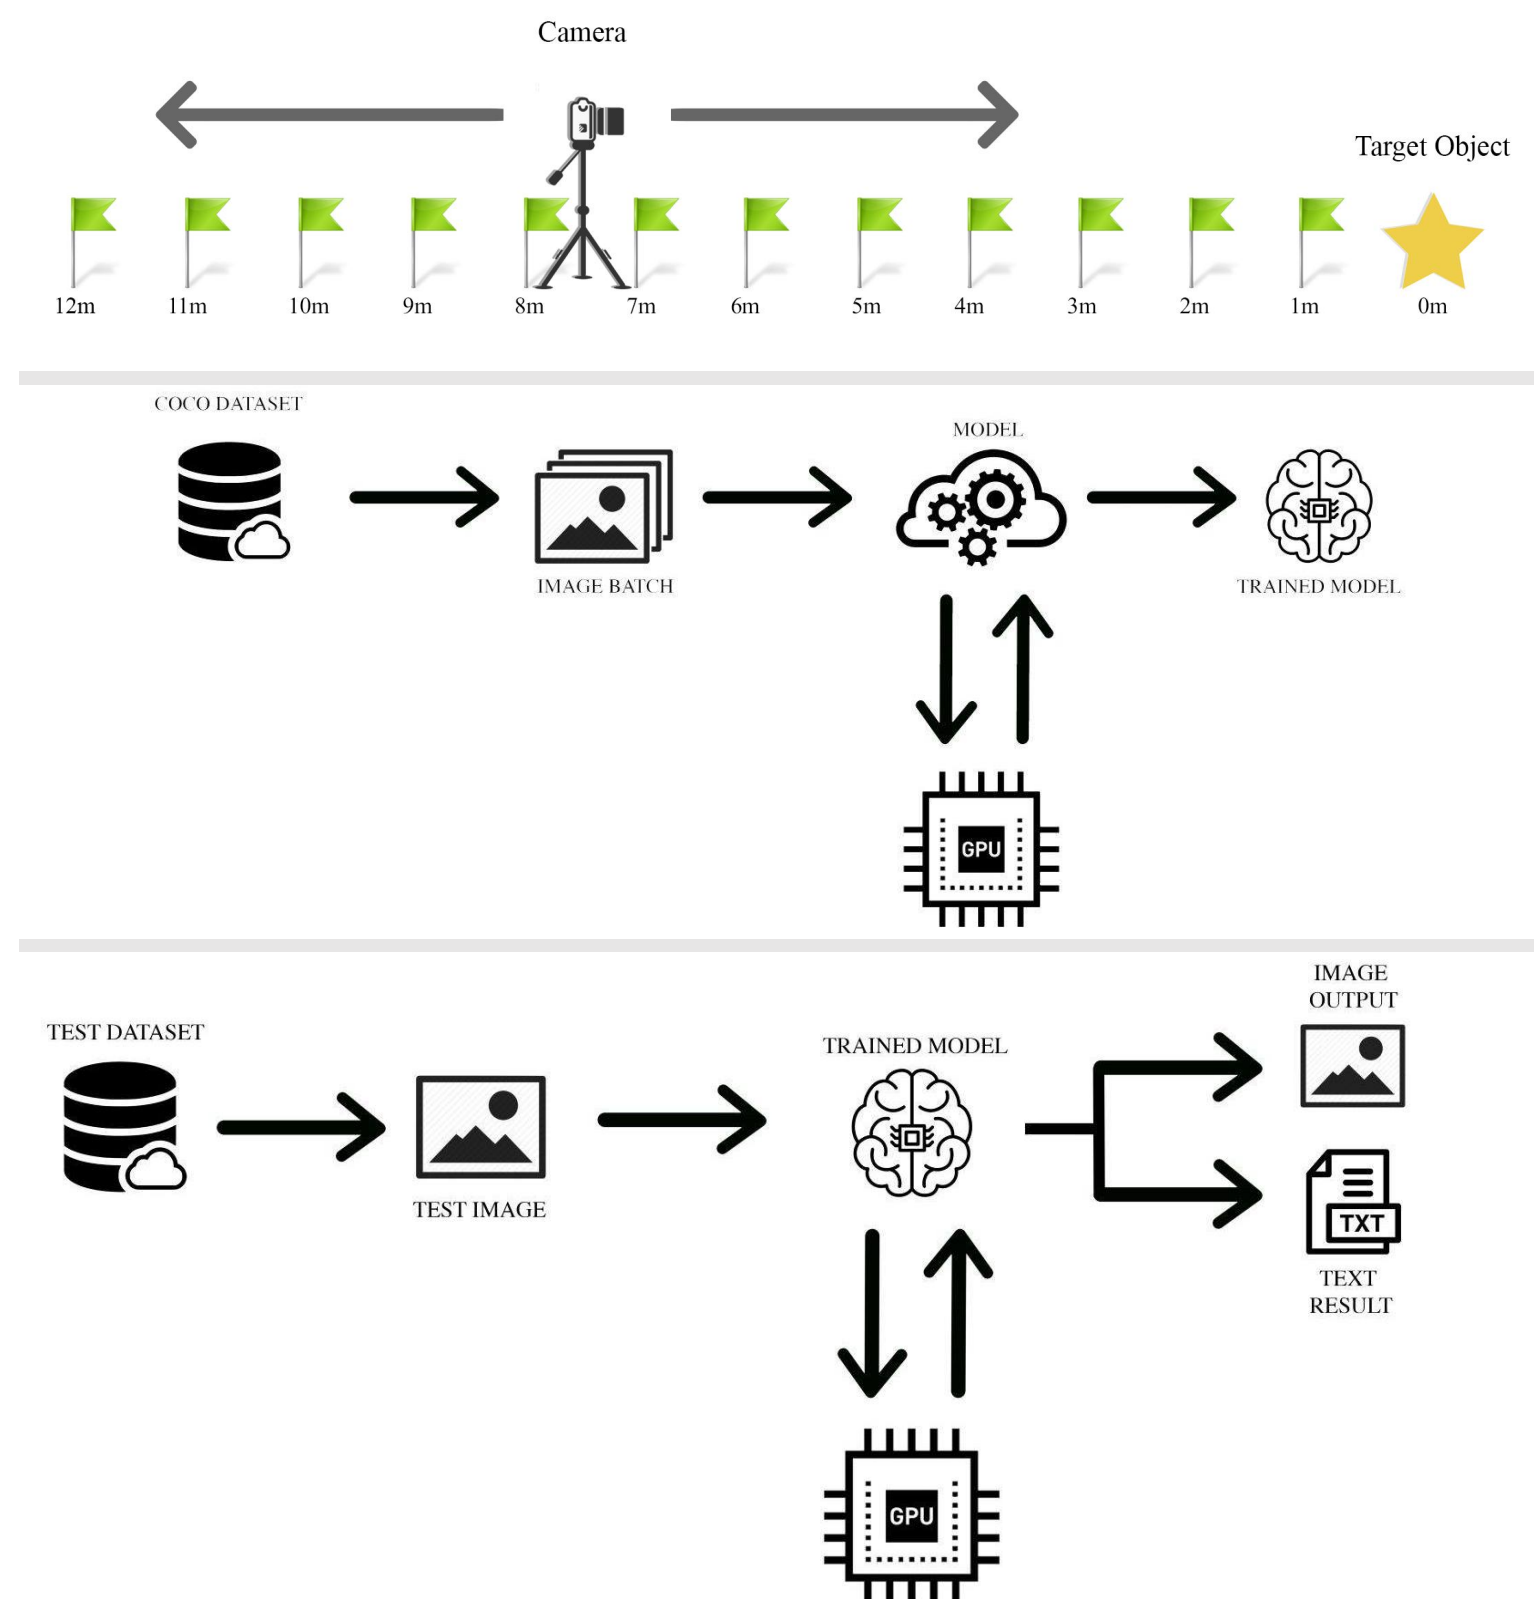 Camera
Target Object
12m 11m 10m 9m 8m 7m 6m 5m 4m 3m 2m 1m 0m
COCO DATASET
MODEL
IMAGE BATCH
TRAINED MODEL
GPU
IMAGE
OUTPUT
TEST DATASET
TRAINED MODEL
TEST IMAGE
TXT
TEXT
RESULT
GPU